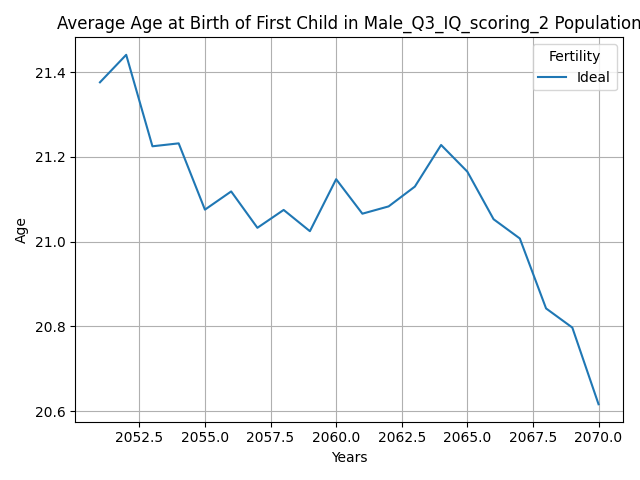 Average Age at Birth of First Child in Male_Q3_IQ_scoring_2 Population
Fertility
Ideal
21.4
21.2
21.0
20.8
20.6
Age
2052.5 2055.0 2057.5 2060.0 2062.5 2065.0 2067.5 2070.0
Years